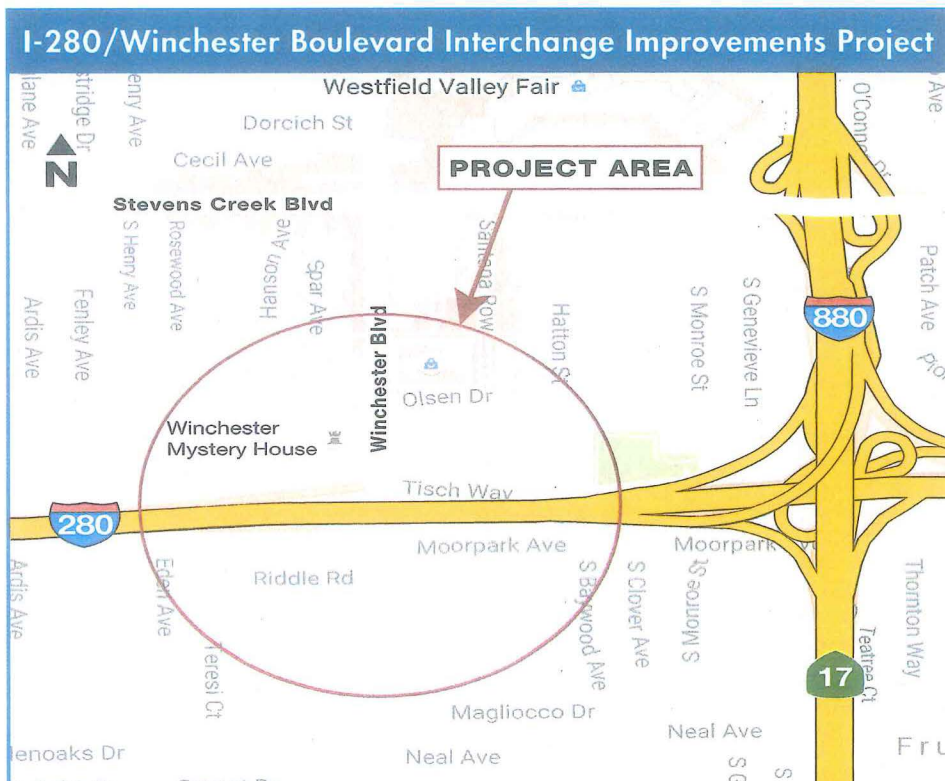 I-280/Winchester Boulevard Interchange Improvements Project
Westfield Valley Fair
Dorcich St
Cecil Ave
N
PROJECT AREA
Stevens Creek Blvd
S Henry Ave
Rosewood Ave
Hanson Ave
Spar Ave
Santana Row
Hatton St
S Monroe St
S Genevieve Ln
Patch Ave
Ardis Ave
Fenley Ave
880
Winchester Blvd
Olsen Dr
Winchester
Mystery House
Tisch Way
280
Moorpark Ave
Moorpark
Riddle Rd
Ardis Ave
Eden Ave
Teresi Ct
S Baywood Ave
S Clover Ave
S Monroe St
Thornton Way
Teatree Ct
17
Magliocco Dr
Neal Ave
Neal Ave